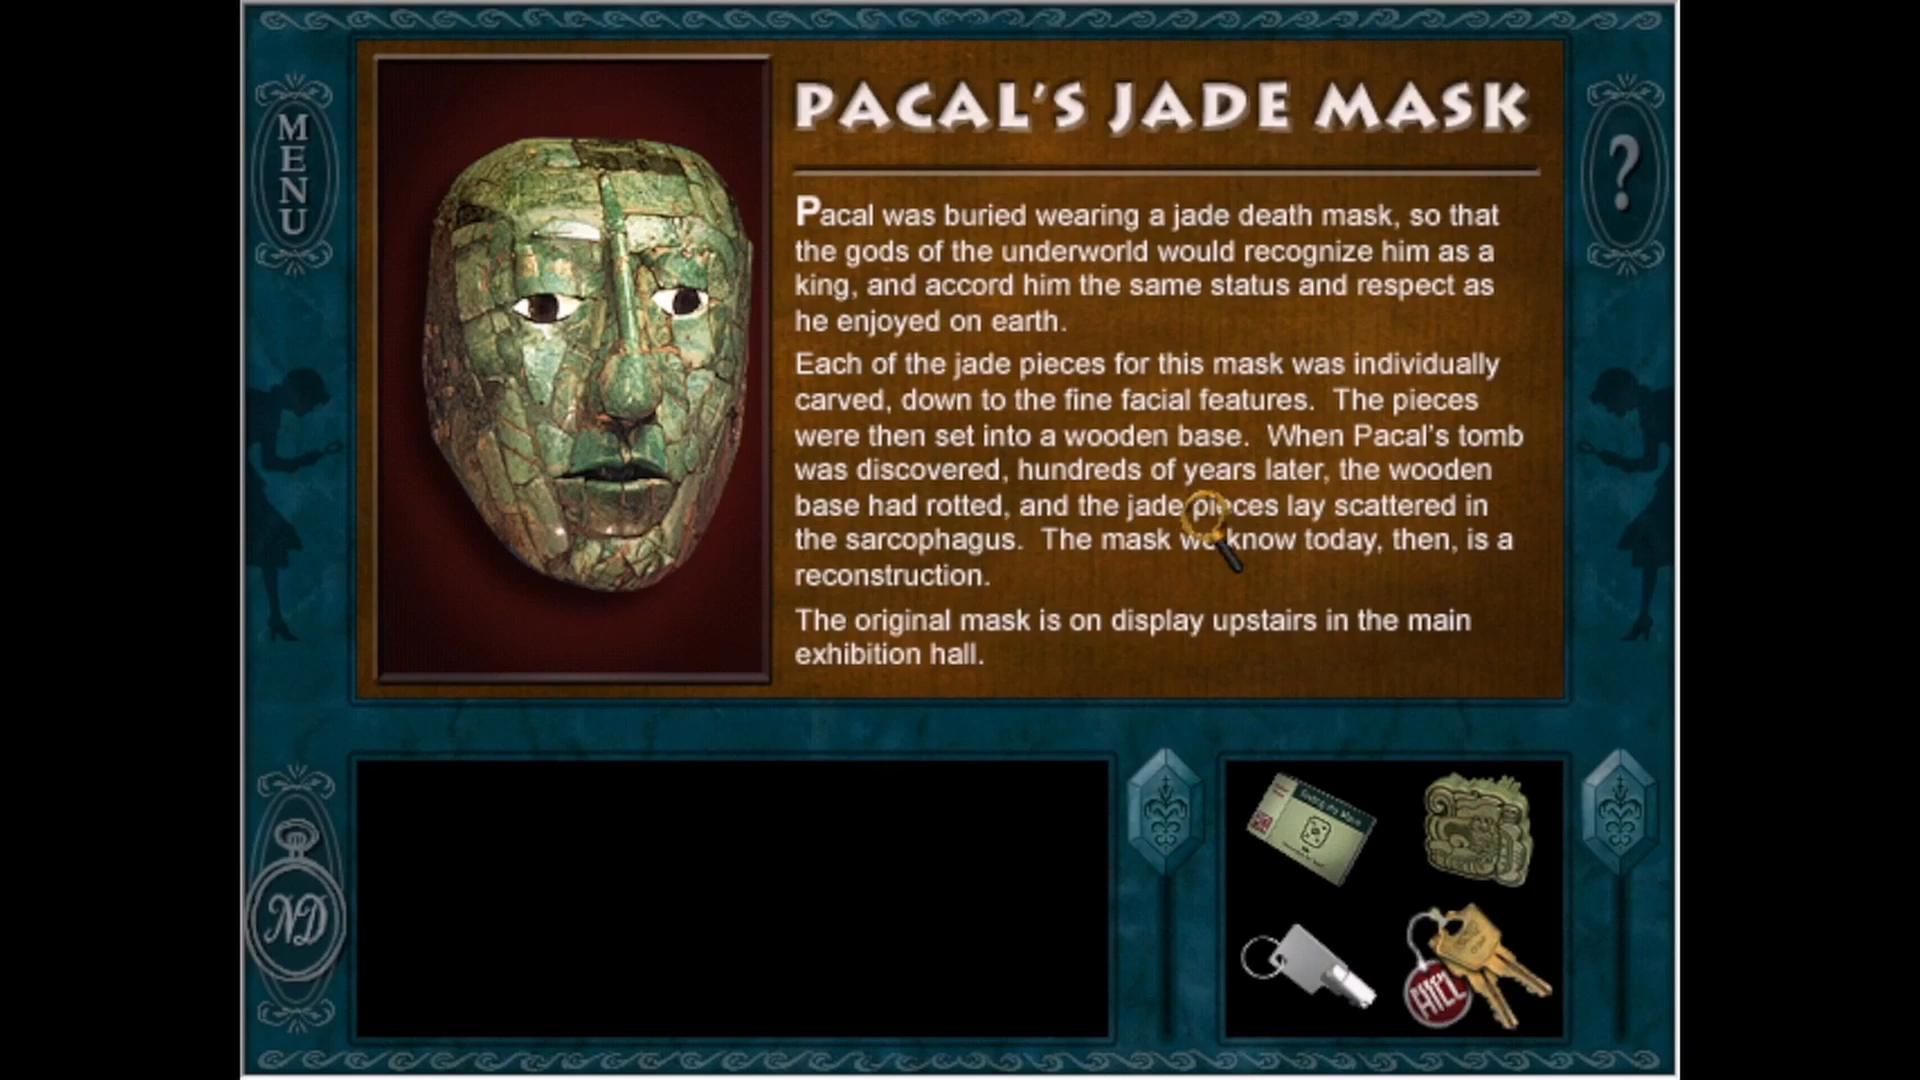 MENU
PACAL'S JADE MASK
?
Pacal was buried wearing a jade death mask, so that
the gods of the underworld would recognize him as a
king, and accord him the same status and respect as
he enjoyed on earth.
Each of the jade pieces for this mask was individually
carved, down to the fine facial features. The pieces
were then set into a wooden base. When Pacal's tomb
was discovered, hundreds of years later, the wooden
base had rotted, and the jade pieces lay scattered in
the sarcophagus. The mask we know today, then, is a
reconstruction.
The original mask is on display upstairs in the main
exhibition hall.
ND